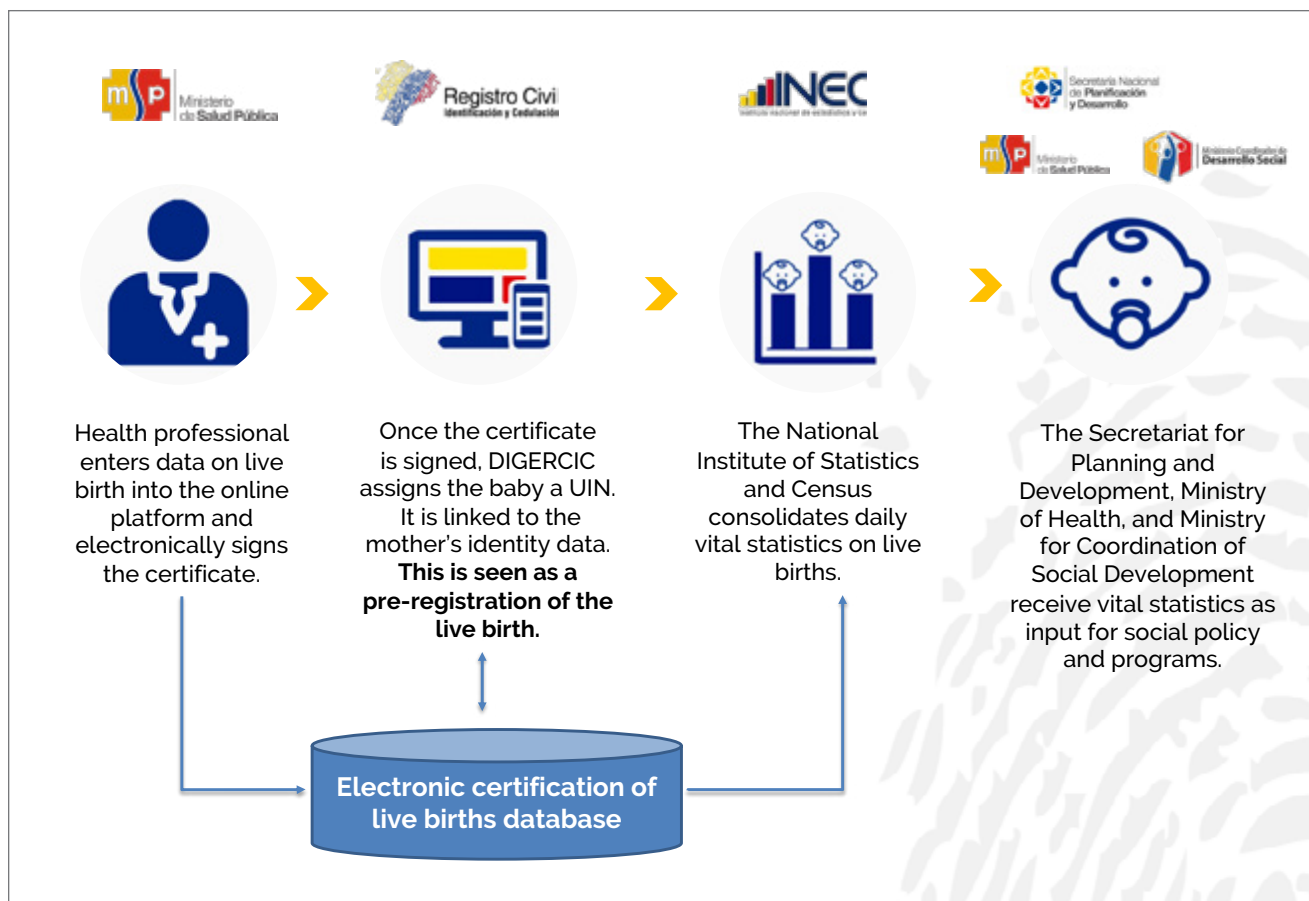 msp
Ministerio
de Salud Pública
Registro Civil
Identificación y Cedulación
INEC
Secretaría Nacional
de Planificación
y Desarrollo
msp
Ministerio
de Salud Pública
Ministerio Coordinador de
Desarrollo Social
Health professional
enters data on live
birth into the online
platform and
electronically signs
the certificate.
Once the certificate
is signed, DIGERCIC
assigns the baby a UIN.
It is linked to the
mother's identity data.
This is seen as a
pre-registration of the
live birth.
The National
Institute of Statistics
and Census
consolidates daily
vital statistics on live
births.
The Secretariat for
Planning and
Development, Ministry
of Health, and Ministry
for Coordination of
Social Development
receive vital statistics as
input for social policy
and programs.
Electronic certification of
live births database